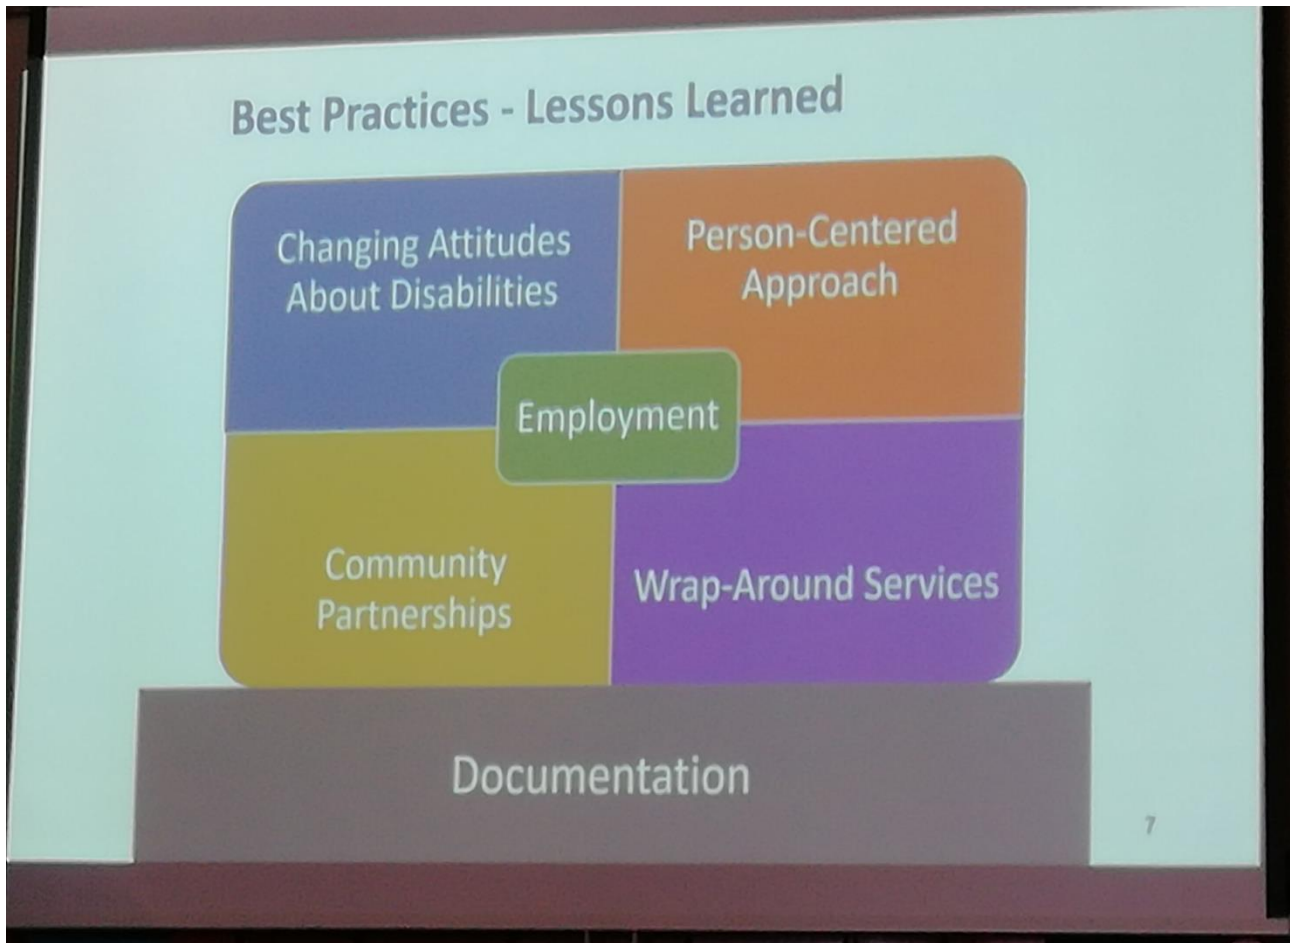 Best Practices - Lessons Learned
Changing Attitudes
About Disabilities
Person-Centered
Approach
Employment
Community
Partnerships
Wrap-Around Services
Documentation
7